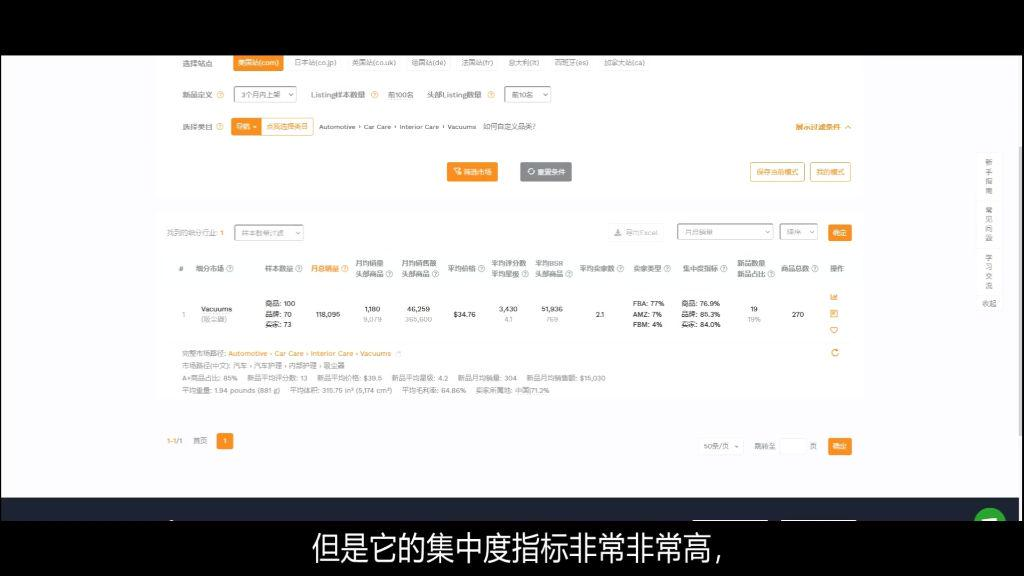 选择站点 美国站(com) 日本站(co.jp) 英国站(co.uk) 德国站(de) 法国站(fr) 意大利(it) 西班牙(es) 加拿大站(ca)
新品定义 3个月内上架 Listing样本数量 前100名 头部Listing数量 前10名
选择类目 导航 点我选择类目 Automotive › Car Care › Interior Care › Vacuums 如何自定义品类? 展示过滤条件
筛选市场 重置条件 保存当前模式 我的模式
新手指南
常见问题
学习交流
收起
找到的细分行业: 1 样本数量过滤 导出Excel 月总销量 降序 确定
# 细分市场 样本数量 月总销量 月均销量 头部商品 月均销售额 头部商品 平均价格 平均评分数 平均星级 平均BSR 头部商品 平均卖家数 卖家类型 集中度指标 新品数量 新品占比 商品总数 操作
1 Vacuums (吸尘器) 商品: 100 品牌: 70 卖家: 73 118,095 1,180 9,079 46,259 365,600 $34.76 3,430 4.1 51,936 769 2.1 FBA: 77% AMZ: 7% FBM: 4% 商品: 76.9% 品牌: 85.3% 卖家: 84.0% 19 19% 270
完整市场路径: Automotive › Car Care › Interior Care › Vacuums
市场路径(中文): 汽车 › 汽车护理 › 内部护理 › 吸尘器
A+商品占比: 85% 新品平均评分数: 13 新品平均价格: $39.5 新品平均星级: 4.2 新品月均销量: 304 新品月均销售额: $15,030
平均重量: 1.94 pounds (881 g) 平均体积: 315.75 in³ (5,174 cm³) 平均毛利率: 64.86% 卖家所属地: 中国|71.2%
1-1/1 首页 1 50条/页 跳转至 页 确定
但是它的集中度指标非常非常高,